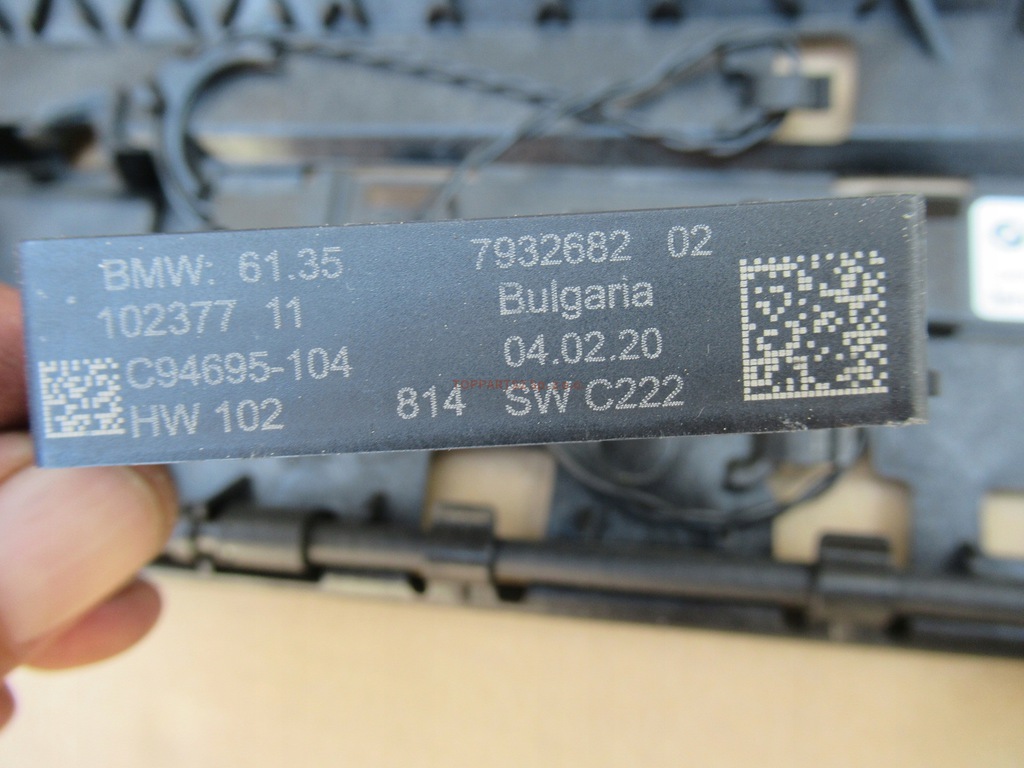 BMW: 61.35 7932682 02
102377 11 Bulgaria
C94695-104 04.02.20
HW 102 814 SW C222